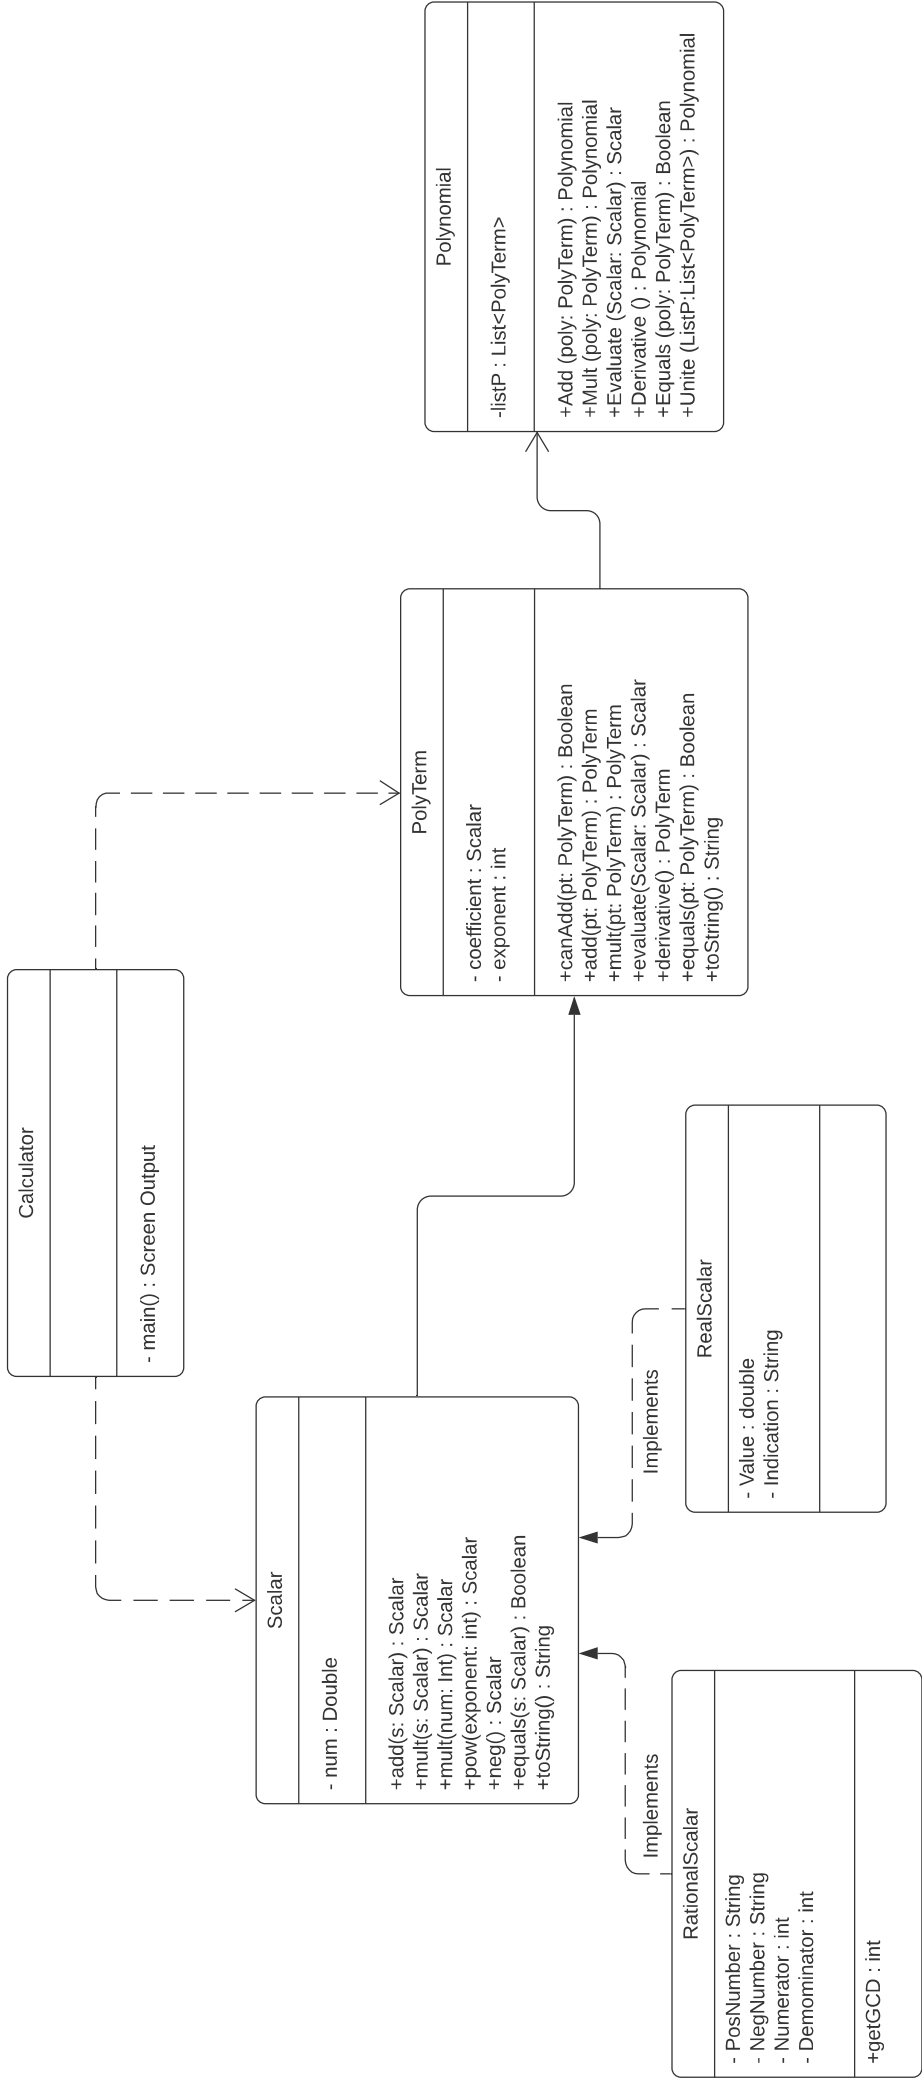 Calculator
- main() : Screen Output
Scalar
- num : Double
+add(s: Scalar) : Scalar
+mult(s: Scalar) : Scalar
+mult(num: Int) : Scalar
+pow(exponent: int) : Scalar
+neg() : Scalar
+equals(s: Scalar) : Boolean
+toString() : String
PolyTerm
- coefficient : Scalar
- exponent : int
+canAdd(pt: PolyTerm) : Boolean
+add(pt: PolyTerm) : PolyTerm
+mult(pt: PolyTerm) : PolyTerm
+evaluate(Scalar: Scalar) : Scalar
+derivative() : PolyTerm
+equals(pt: PolyTerm) : Boolean
+toString() : String
Polynomial
-listP : List<PolyTerm>
+Add (poly: PolyTerm) : Polynomial
+Mult (poly: PolyTerm) : Polynomial
+Evaluate (Scalar: Scalar) : Scalar
+Derivative () : Polynomial
+Equals (poly: PolyTerm) : Boolean
+Unite (ListP:List<PolyTerm>) : Polynomial
Implements
Implements
RationalScalar
- PosNumber : String
- NegNumber : String
- Numerator : int
- Demominator : int
+getGCD : int
RealScalar
- Value : double
- Indication : String